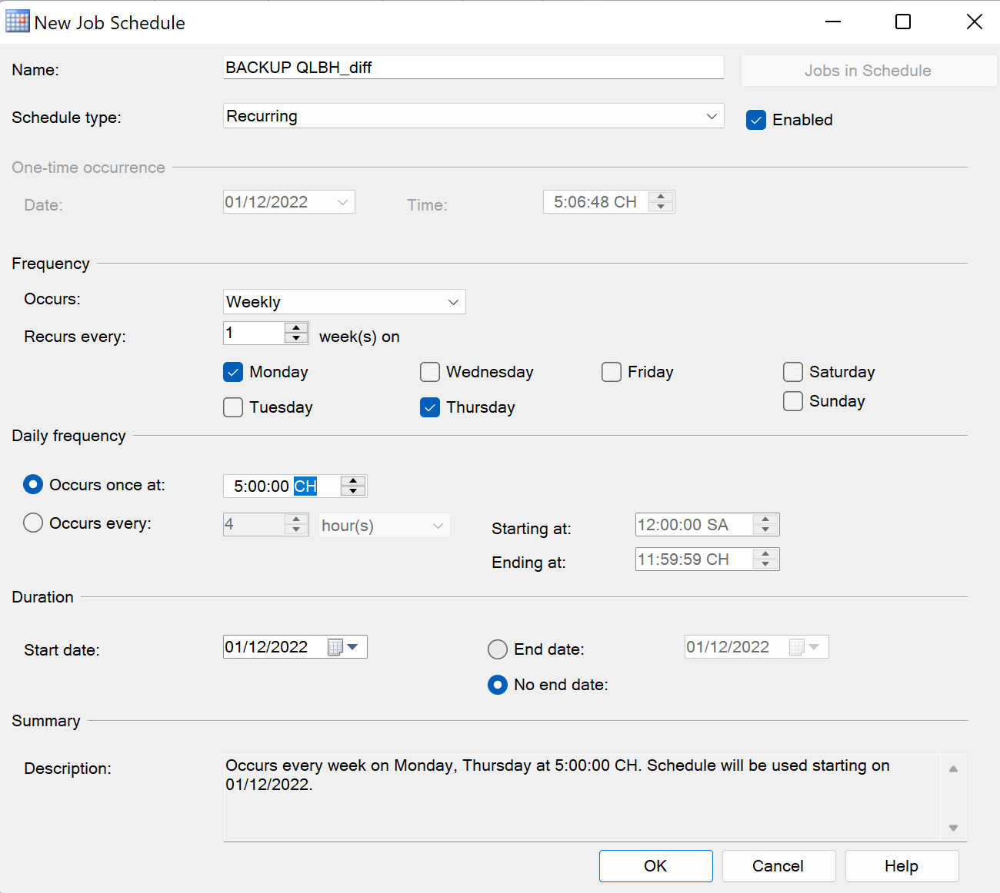 New Job Schedule
Name: BACKUP QLBH_diff Jobs in Schedule
Schedule type: Recurring Enabled
One-time occurrence
Date: 01/12/2022 Time: 5:06:48 CH
Frequency
Occurs: Weekly
Recurs every: 1 week(s) on
Monday Wednesday Friday Saturday
Tuesday Thursday Sunday
Daily frequency
Occurs once at: 5:00:00 CH
Occurs every: 4 hour(s) Starting at: 12:00:00 SA
Ending at: 11:59:59 CH
Duration
Start date: 01/12/2022 End date: 01/12/2022
No end date:
Summary
Description: Occurs every week on Monday, Thursday at 5:00:00 CH. Schedule will be used starting on
01/12/2022.
OK Cancel Help